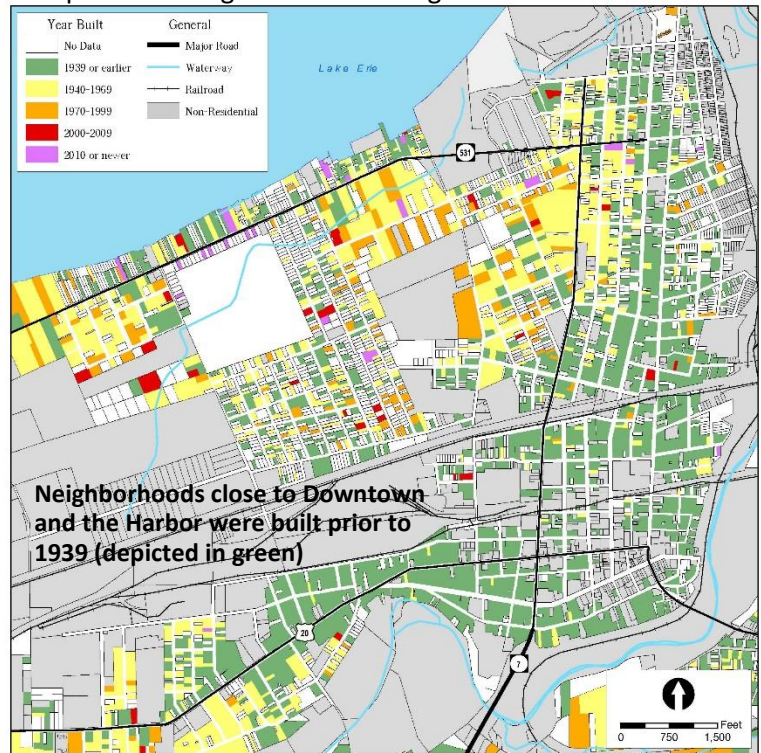 Year Built
No Data
1939 or earlier
1940-1969
1970-1999
2000-2009
2010 or newer
General
Major Road
Waterway
Railroad
Non-Residential
Lake Erie
531
Neighborhoods close to Downtown
and the Harbor were built prior to
1939 (depicted in green)
20
7
Feet
0 750 1,500